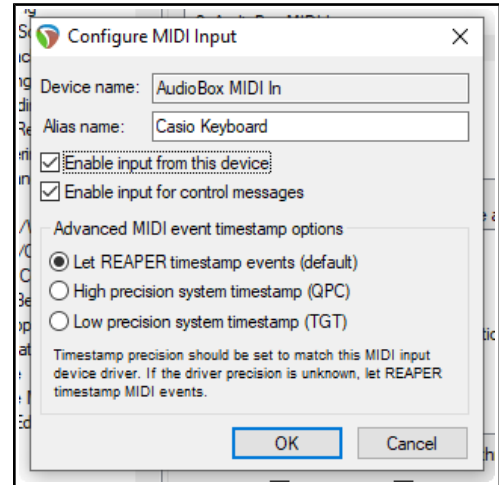 Configure MIDI Input
Device name: AudioBox MIDI In
Alias name: Casio Keyboard
Enable input from this device
Enable input for control messages
Advanced MIDI event timestamp options
Let REAPER timestamp events (default)
High precision system timestamp (QPC)
Low precision system timestamp (TGT)
Timestamp precision should be set to match this MIDI input
device driver. If the driver precision is unknown, let REAPER
timestamp MIDI events.
OK Cancel